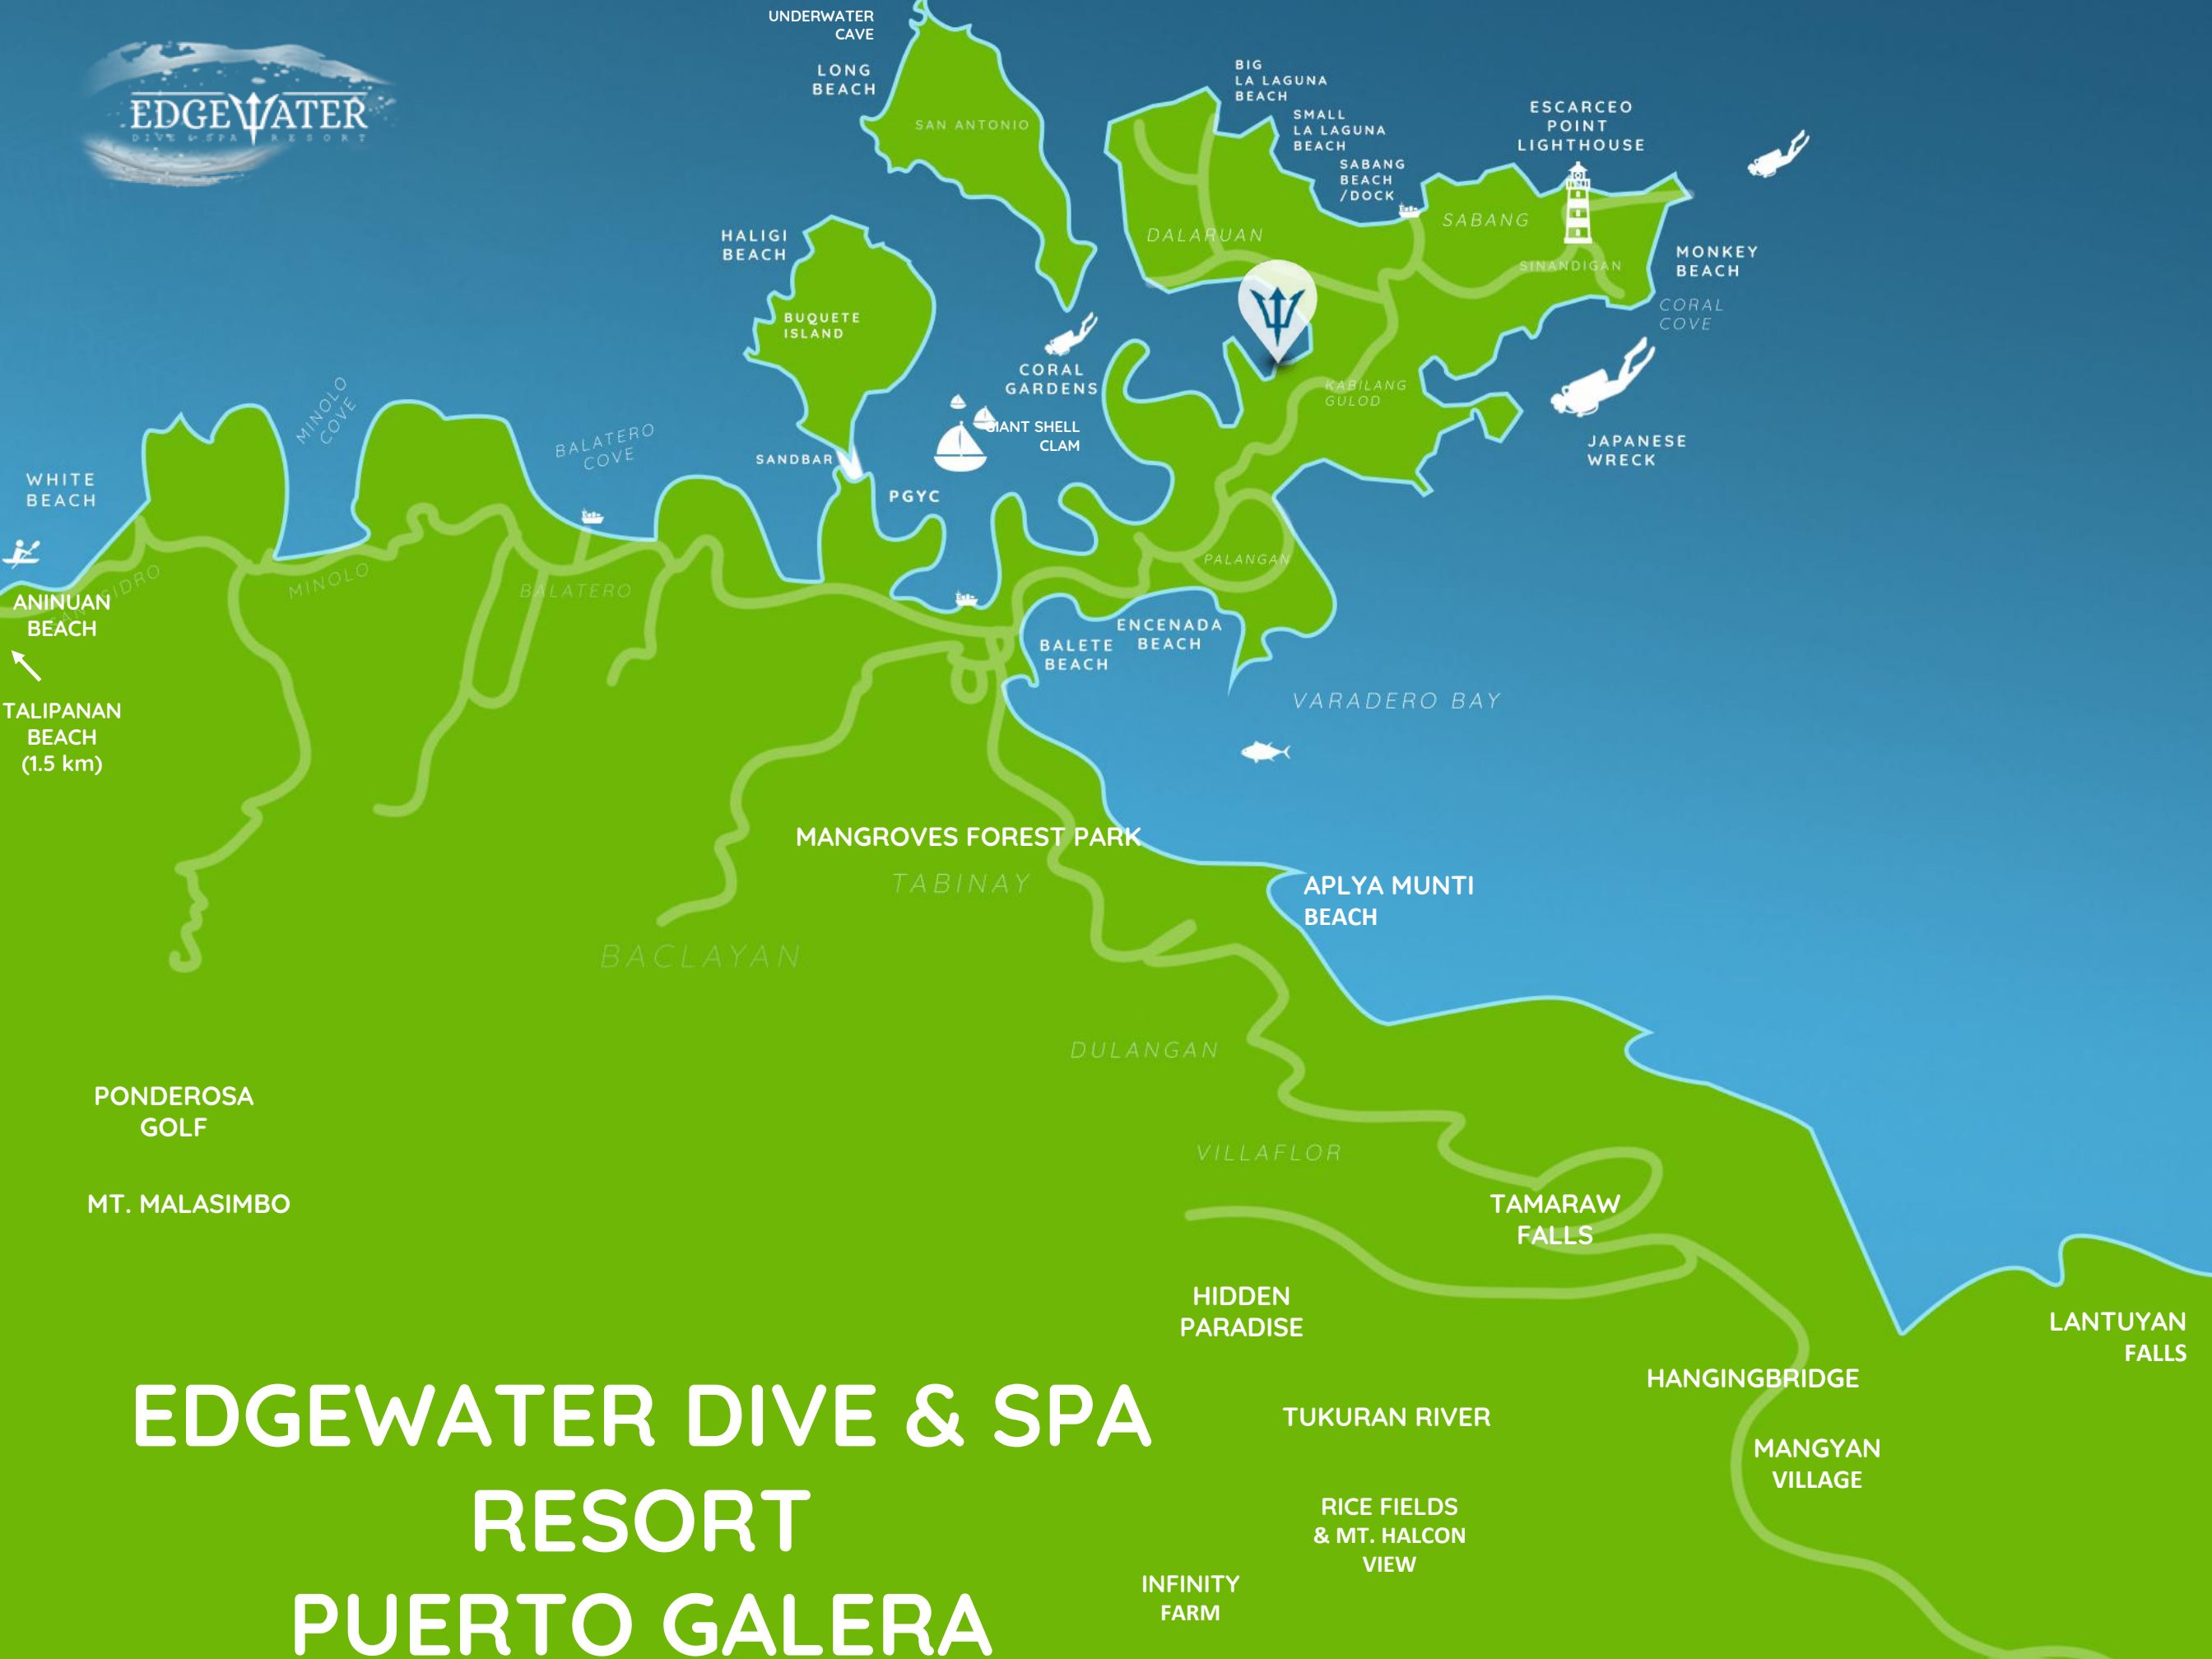 UNDERWATER
CAVE
LONG
BEACH
SAN ANTONIO
EDGEWATER
DIVE & SPA RESORT
BIG
LA LAGUNA
BEACH
SMALL
LA LAGUNA
BEACH
SABANG
BEACH
/DOCK
ESCARCEO
POINT
LIGHTHOUSE
DALARUAN
SABANG
SINANDIGAN
MONKEY
BEACH
CORAL
COVE
HALIGI
BEACH
BUQUETE
ISLAND
CORAL
GARDENS
GIANT SHELL
CLAM
KABILANG
GULOD
JAPANESE
WRECK
MINOLO
COVE
BALATERO
COVE
SANDBAR
PGYC
WHITE
BEACH
PALANGAN
SAN ISIDRO
MINOLO
BALATERO
ANINUAN
BEACH
ENCENADA
BEACH
BALETE
BEACH
TALIPANAN
BEACH
(1.5 km)
VARADERO BAY
MANGROVES FOREST PARK
TABINAY
APLYA MUNTI
BEACH
BACLAYAN
DULANGAN
PONDEROSA
GOLF
VILLAFLOR
MT. MALASIMBO
TAMARAW
FALLS
HIDDEN
PARADISE
LANTUYAN
FALLS
HANGINGBRIDGE
TUKURAN RIVER
MANGYAN
VILLAGE
RICE FIELDS
& MT. HALCON
VIEW
INFINITY
FARM
EDGEWATER DIVE & SPA
RESORT
PUERTO GALERA